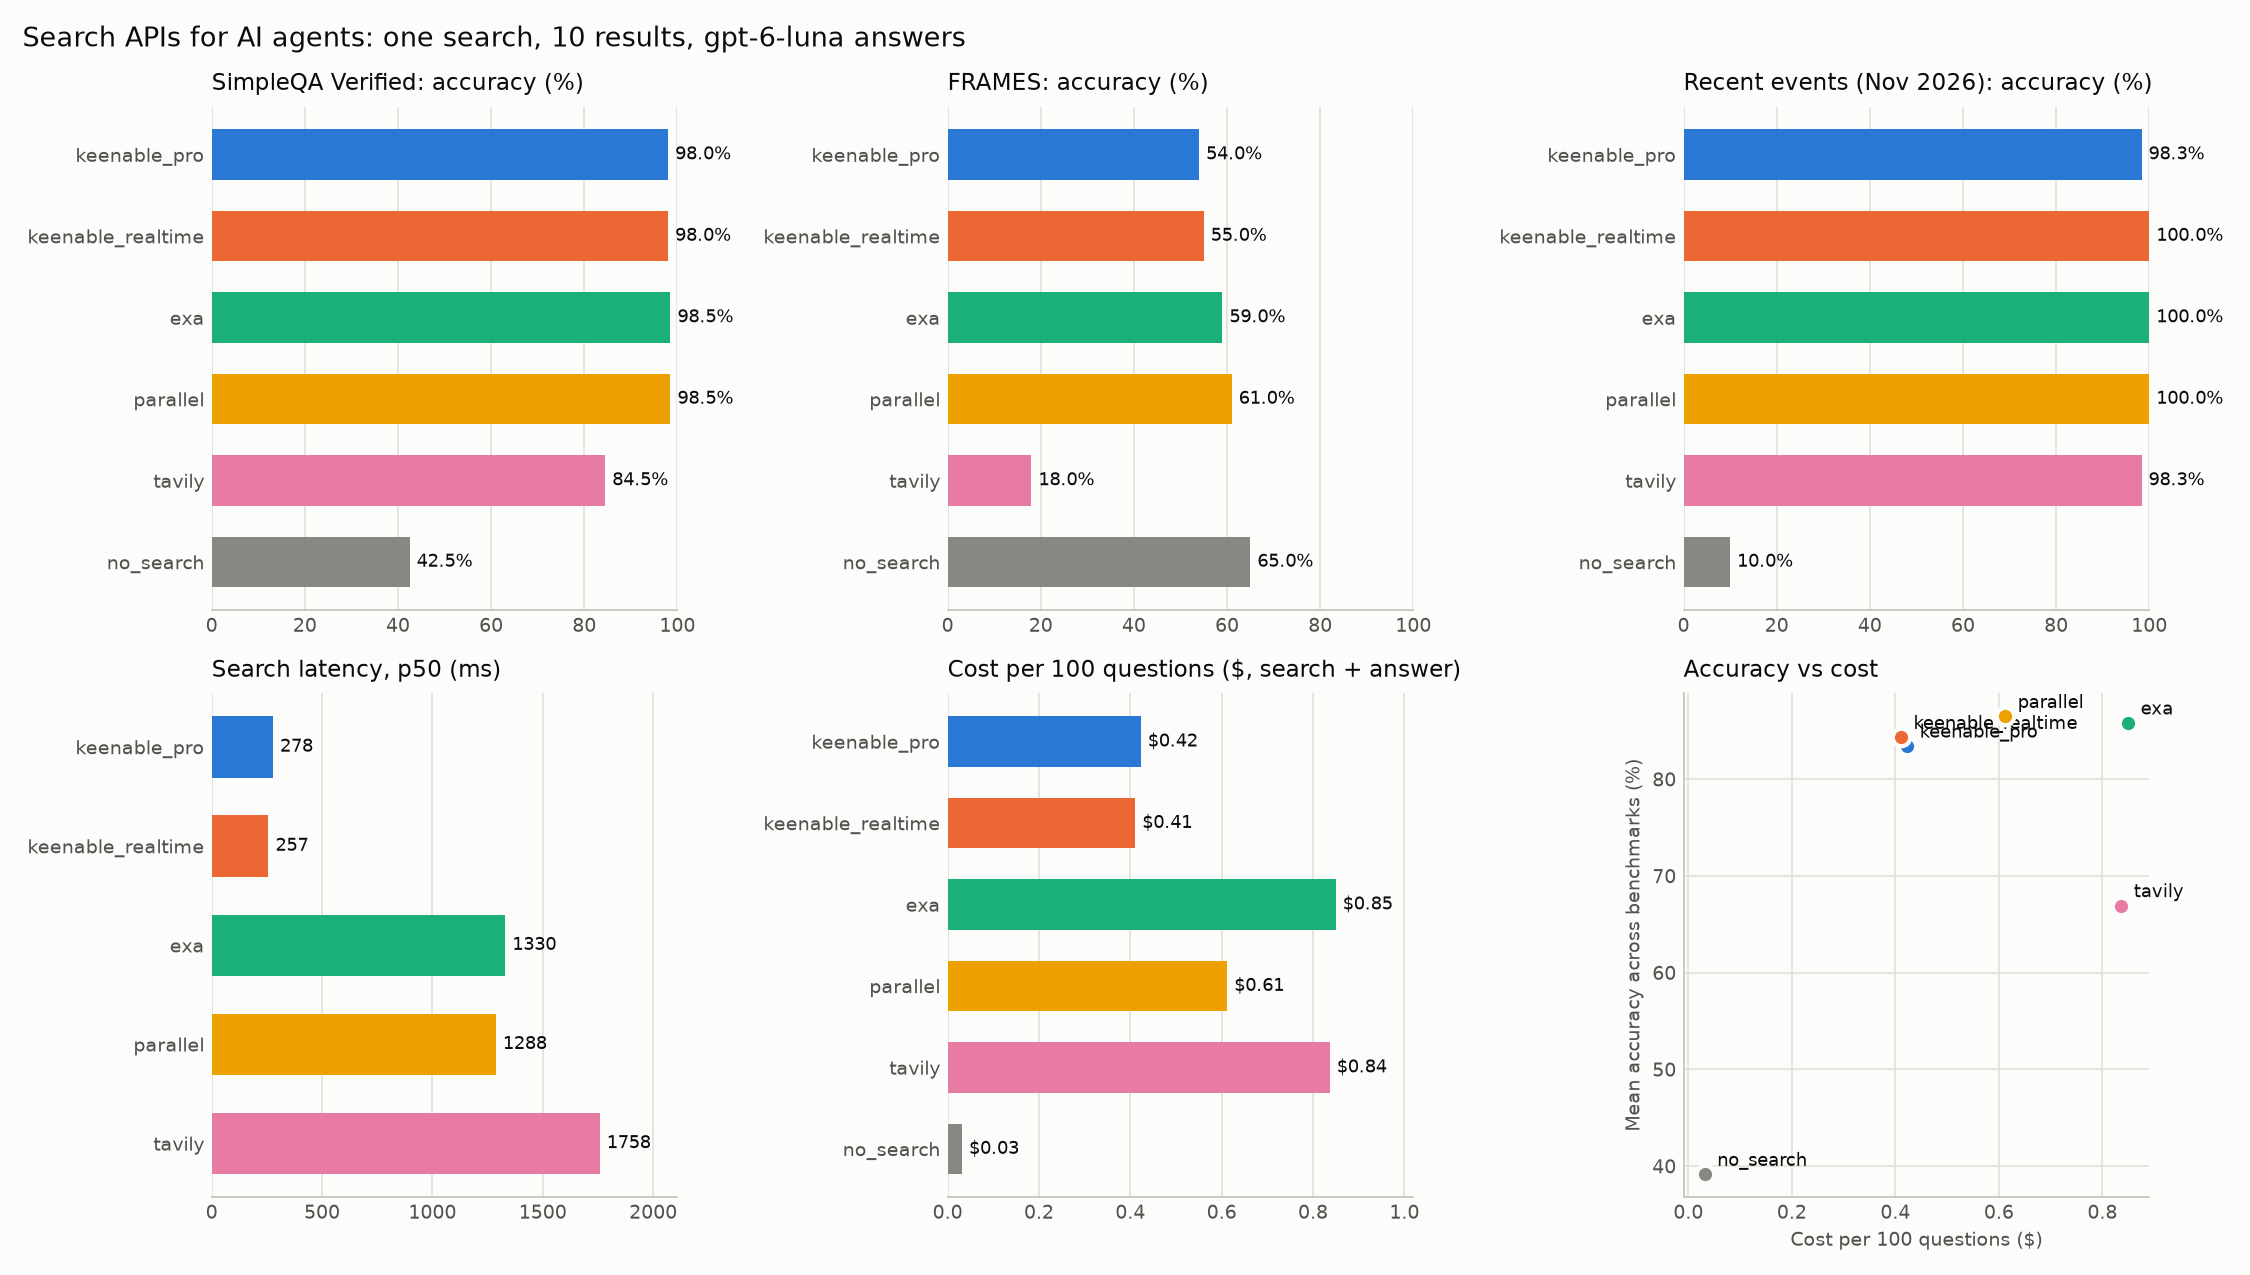 Search APIs for AI agents: one search, 10 results, gpt-6-luna answers
SimpleQA Verified: accuracy (%)
keenable_pro
98.0%
keenable_realtime
98.0%
exa
98.5%
parallel
98.5%
tavily
84.5%
no_search
42.5%
0 20 40 60 80 100
FRAMES: accuracy (%)
keenable_pro
54.0%
keenable_realtime
55.0%
exa
59.0%
parallel
61.0%
tavily
18.0%
no_search
65.0%
0 20 40 60 80 100
Recent events (Nov 2026): accuracy (%)
keenable_pro
98.3%
keenable_realtime
100.0%
exa
100.0%
parallel
100.0%
tavily
98.3%
no_search
10.0%
0 20 40 60 80 100
Search latency, p50 (ms)
keenable_pro
278
keenable_realtime
257
exa
1330
parallel
1288
tavily
1758
0 500 1000 1500 2000
Cost per 100 questions ($, search + answer)
keenable_pro
$0.42
keenable_realtime
$0.41
exa
$0.85
parallel
$0.61
tavily
$0.84
no_search
$0.03
0.0 0.2 0.4 0.6 0.8 1.0
Accuracy vs cost
Mean accuracy across benchmarks (%)
80
70
60
50
40
parallel
exa
keenable_realtime
keenable_pro
tavily
no_search
0.0 0.2 0.4 0.6 0.8
Cost per 100 questions ($)